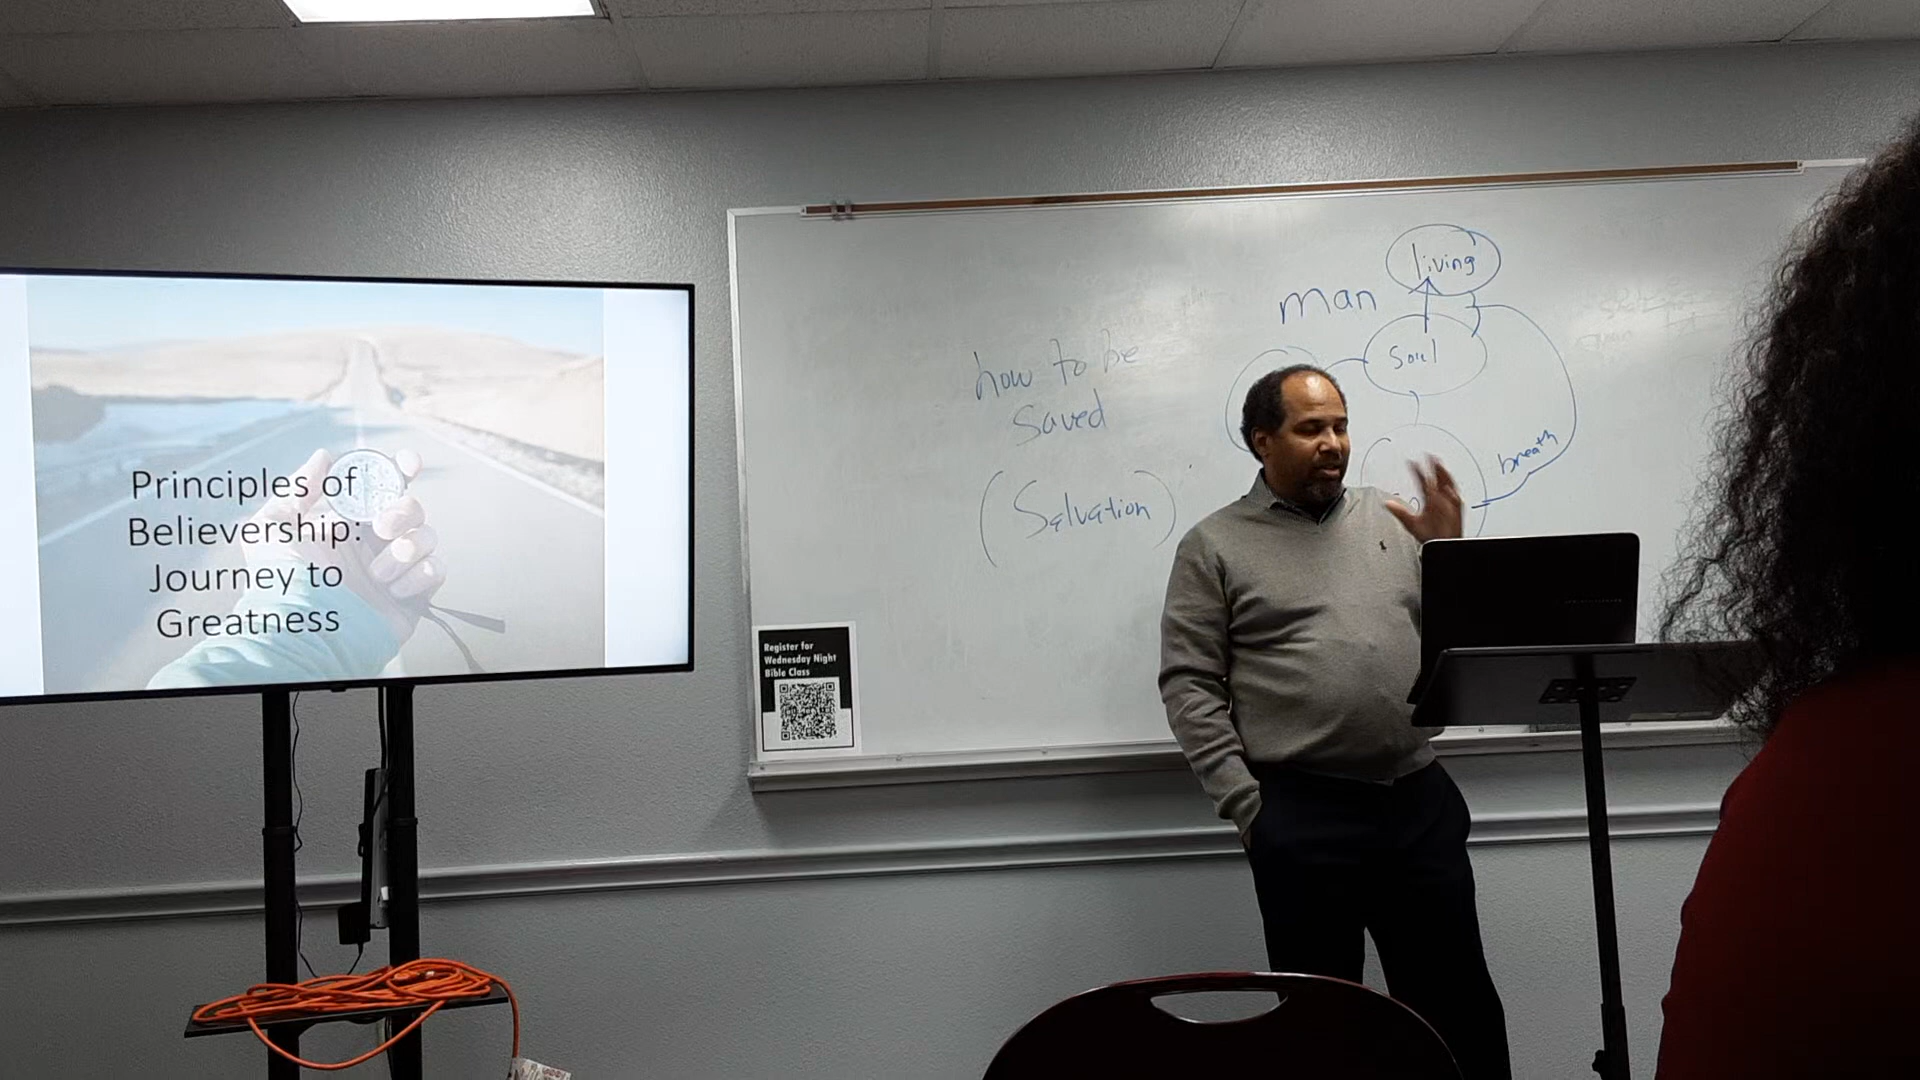 Principles of
Believership:
Journey to
Greatness
how to be
saved
(Salvation)
man
living
soul
breath
Register for
Wednesday Night
Bible Class